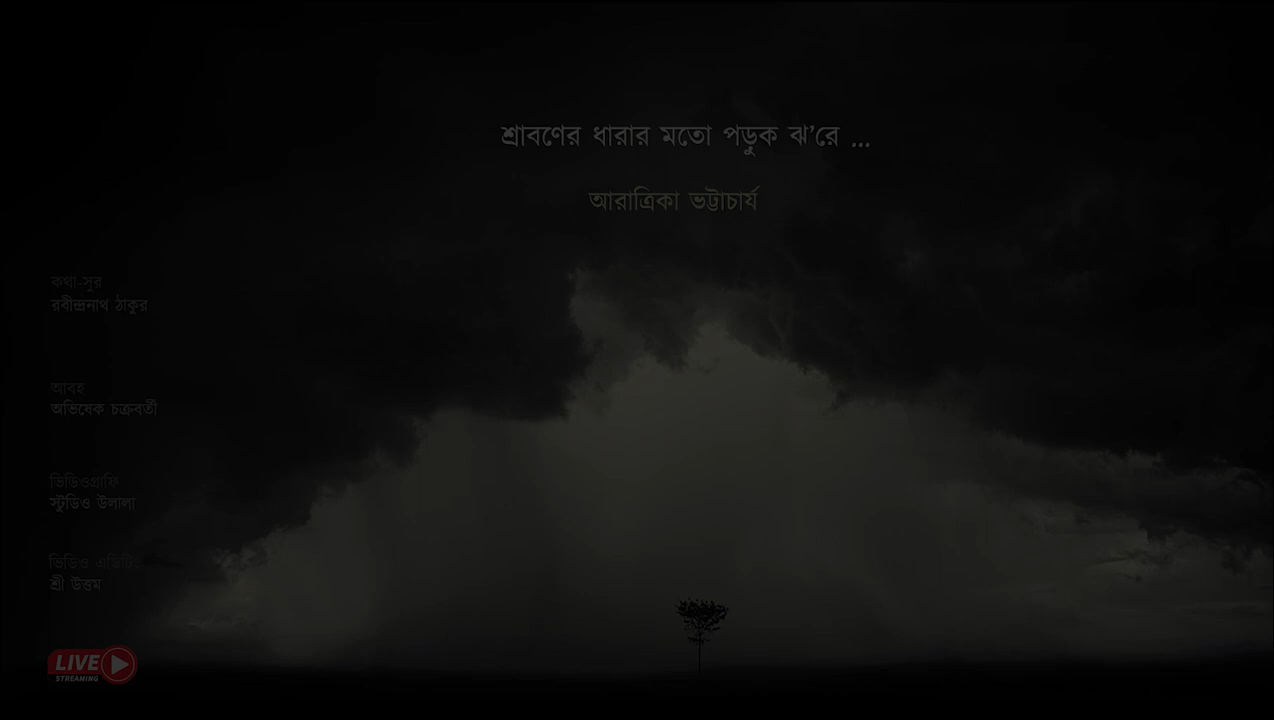 শ্রাবণের ধারার মতো পড়ুক ঝ'রে ...
আরাত্রিকা ভট্টাচার্য
কথা-সুর
রবীন্দ্রনাথ ঠাকুর
আবহ
অভিষেক চক্রবর্তী
ভিডিওগ্রাফি
স্টুডিও উলালা
ভিডিও
শ্রী উত্তম
LIVE
STREAMING